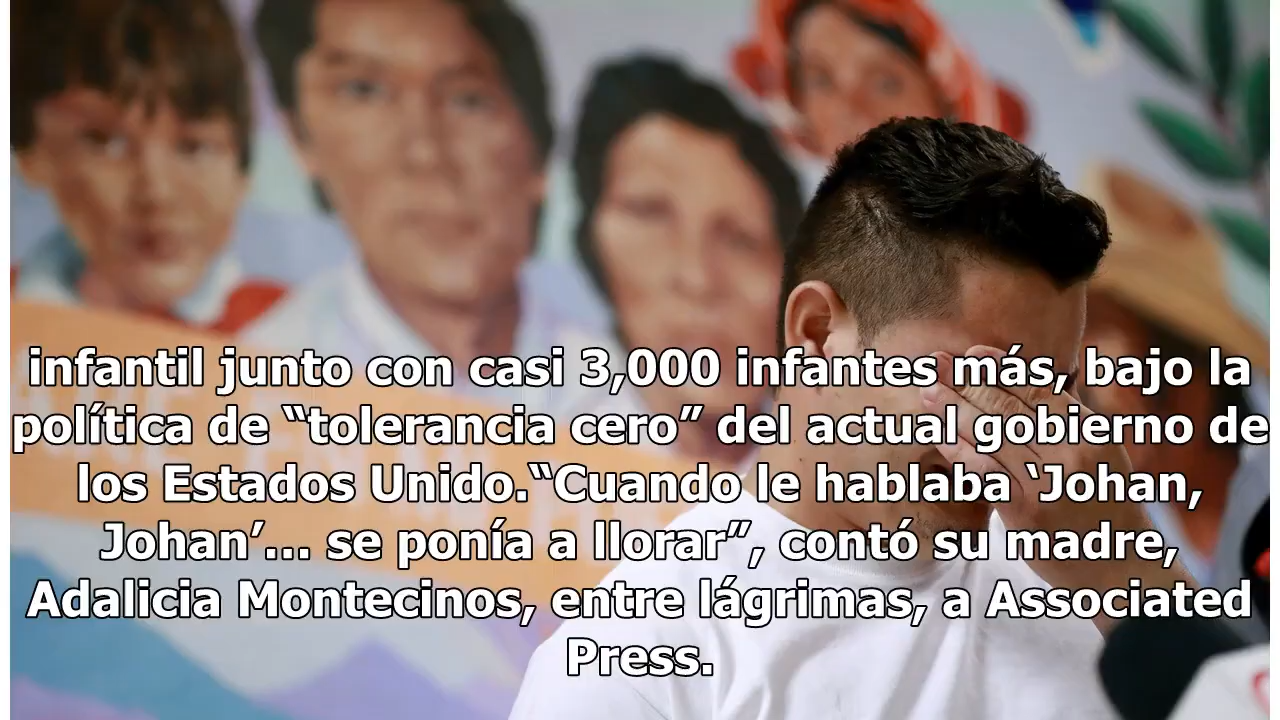 infantil junto con casi 3,000 infantes más, bajo la
política de “tolerancia cero” del actual gobierno de
los Estados Unido.“Cuando le hablaba ‘Johan,
Johan’... se ponía a llorar”, contó su madre,
Adalicia Montecinos, entre lágrimas, a Associated
Press.